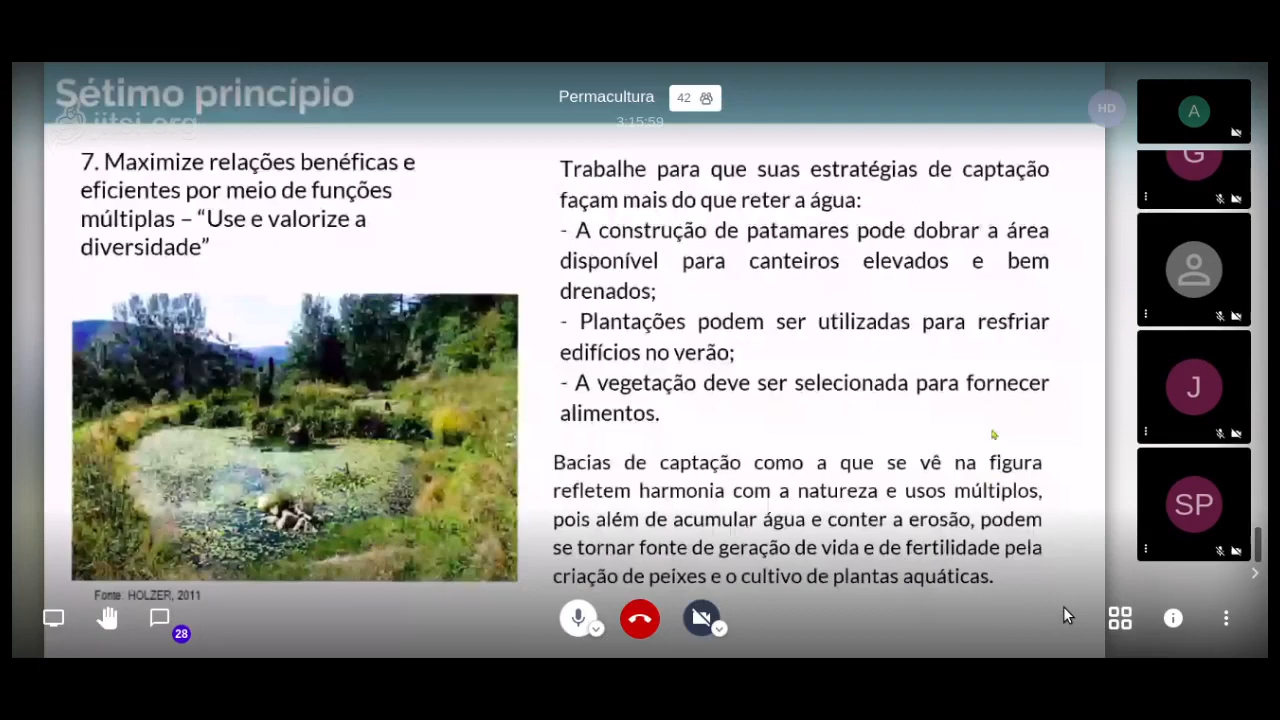 Sétimo princípio
jitsi.org
Permacultura 42
3:15:59
HD
A
G
J
SP
7. Maximize relações benéficas e
eficientes por meio de funções
múltiplas – “Use e valorize a
diversidade”
Fonte: HOLZER, 2011
Trabalhe para que suas estratégias de captação
façam mais do que reter a água:
- A construção de patamares pode dobrar a área
disponível para canteiros elevados e bem
drenados;
- Plantações podem ser utilizadas para resfriar
edifícios no verão;
- A vegetação deve ser selecionada para fornecer
alimentos.
Bacias de captação como a que se vê na figura
refletem harmonia com a natureza e usos múltiplos,
pois além de acumular água e conter a erosão, podem
se tornar fonte de geração de vida e de fertilidade pela
criação de peixes e o cultivo de plantas aquáticas.
28